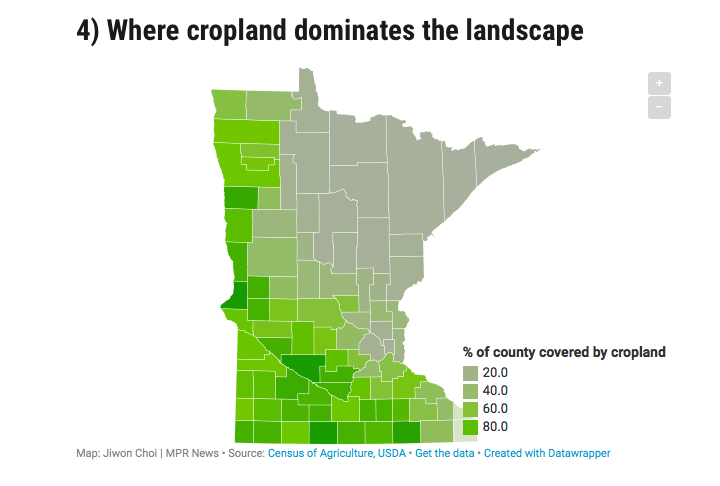 4) Where cropland dominates the landscape
+
−
% of county covered by cropland
20.0
40.0
60.0
80.0
Map: Jiwon Choi | MPR News • Source: Census of Agriculture, USDA • Get the data • Created with Datawrapper